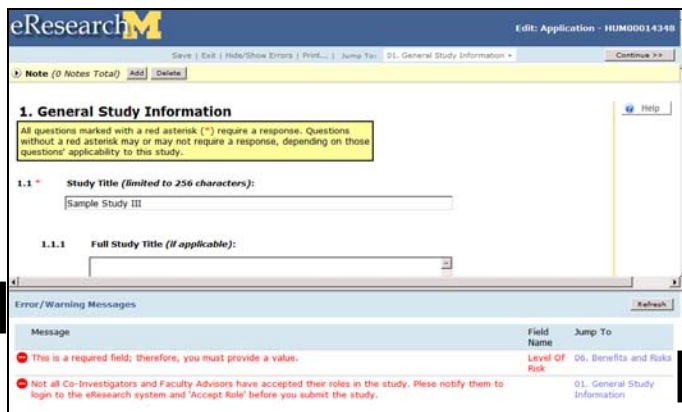 eResearch M
Edit: Application - HUM00014348
Save | Exit | Hide/Show Errors | Print... | Jump To: 01. General Study Information
Continue >>
Note (0 Notes Total) Add Delete
1. General Study Information
Help
All questions marked with a red asterisk (*) require a response. Questions
without a red asterisk may or may not require a response, depending on those
questions' applicability to this study.
1.1 * Study Title (limited to 256 characters):
Sample Study III
1.1.1 Full Study Title (if applicable):
Error/Warning Messages
Refresh
Message Field Name Jump To
This is a required field; therefore, you must provide a value. Level Of Risk 06. Benefits and Risks
Not all Co-Investigators and Faculty Advisors have accepted their roles in the study. Plese notify them to
login to the eResearch system and 'Accept Role' before you submit the study.
01. General Study
Information